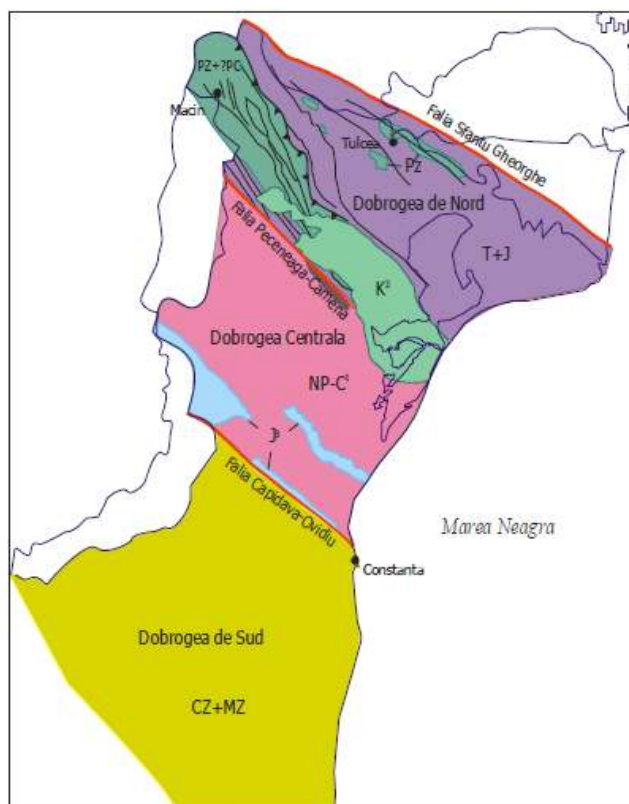 PZ+?PC
Macin
Tulcea
PZ
Falia Sfantu Gheorghe
Dobrogea de Nord
T+J
Falia Peceneaga-Camena
K²
Dobrogea Centrala
NP-C¹
J³
Falia Capidava-Ovidiu
Marea Neagra
Constanta
Dobrogea de Sud
CZ+MZ